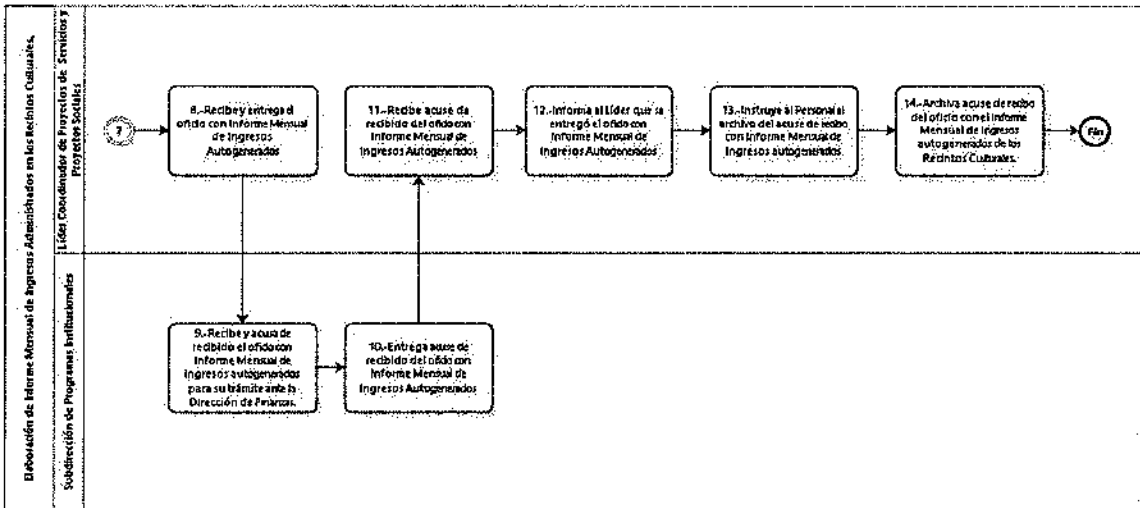 Elaboración de Informe Mensual de Ingresos Administrados en los Recintos Culturales,
Líder Coordinador de Proyectos de Servicios y
Proyectos Sociales
7
8.-Recibe y entrega el
oficio con Informe Mensual
de Ingresos
Autogenerados
11.-Recibe acuse de
recibido del oficio con
Informe Mensual de
Ingresos Autogenerados
12.-Informa al Líder que se
entregó el oficio con
Informe Mensual de
Ingresos Autogenerados
13.-Instruye al Personal al
archivo del acuse de recibo
con Informe Mensual de
Ingresos autogenerados
14.-Archiva acuse de recibo
del oficio con el Informe
Mensual de Ingresos
autogenerados de los
Recintos Culturales.
Fin
Subdirección de Programas Institucionales
9.-Recibe y acusa de
recibido el oficio con
Informe Mensual de
Ingresos autogenerados
para su trámite ante la
Dirección de Finanzas.
10.-Entrega acuse de
recibido del oficio con
Informe Mensual de
Ingresos Autogenerados